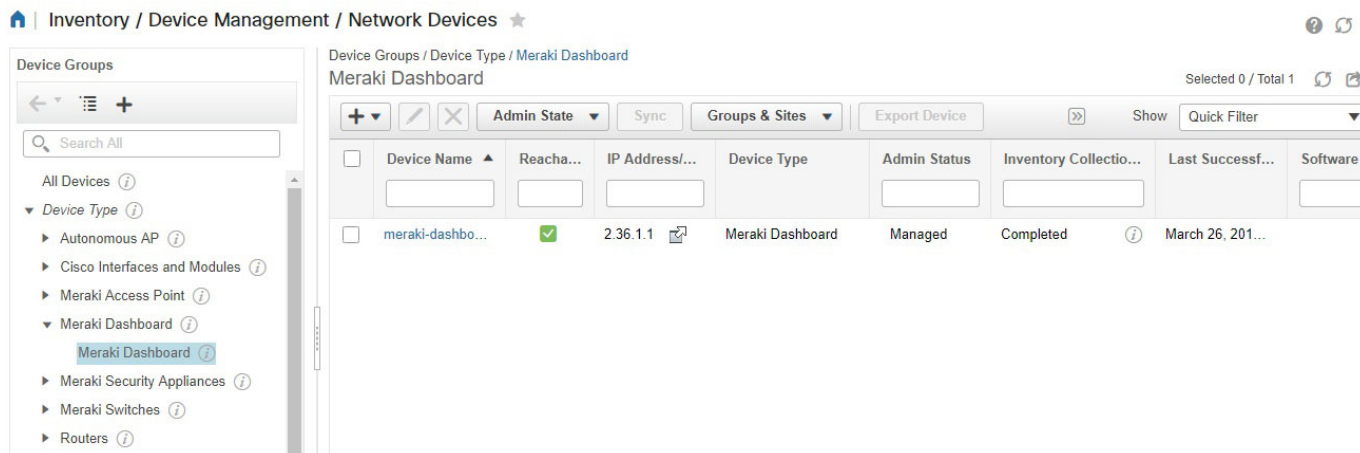 Inventory / Device Management / Network Devices
Device Groups
Search All
All Devices
Device Type
Autonomous AP
Cisco Interfaces and Modules
Meraki Access Point
Meraki Dashboard
Meraki Dashboard
Meraki Security Appliances
Meraki Switches
Routers
Device Groups / Device Type / Meraki Dashboard
Meraki Dashboard
Selected 0 / Total 1
Admin State Sync Groups & Sites Export Device Show Quick Filter
Device Name Reacha... IP Address/... Device Type Admin Status Inventory Collectio... Last Successf... Software
meraki-dashbo... 2.36.1.1 Meraki Dashboard Managed Completed March 26, 201...